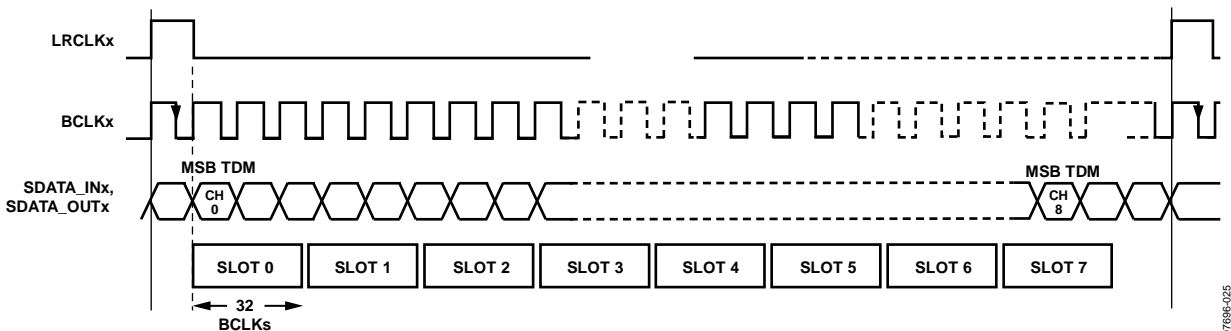 LRCLKx
BCLKx
MSB TDM
MSB TDM
SDATA_INx,
SDATA_OUTx
CH
0
CH
8
SLOT 0
SLOT 1
SLOT 2
SLOT 3
SLOT 4
SLOT 5
SLOT 6
SLOT 7
32
BCLKs
7696-025